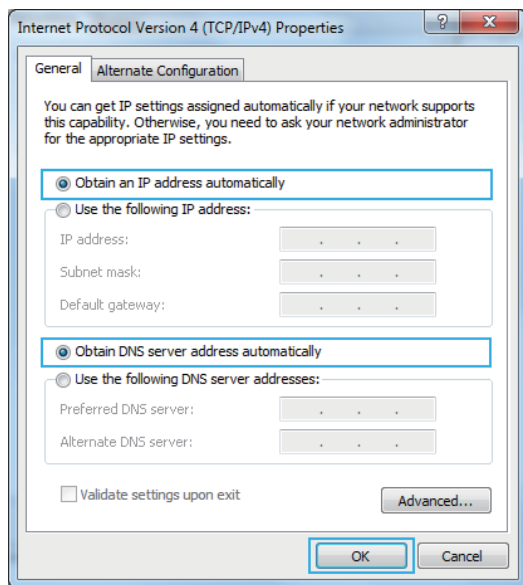 Internet Protocol Version 4 (TCP/IPv4) Properties
General
Alternate Configuration
You can get IP settings assigned automatically if your network supports
this capability. Otherwise, you need to ask your network administrator
for the appropriate IP settings.
Obtain an IP address automatically
Use the following IP address:
IP address:
Subnet mask:
Default gateway:
Obtain DNS server address automatically
Use the following DNS server addresses:
Preferred DNS server:
Alternate DNS server:
Validate settings upon exit
Advanced...
OK
Cancel